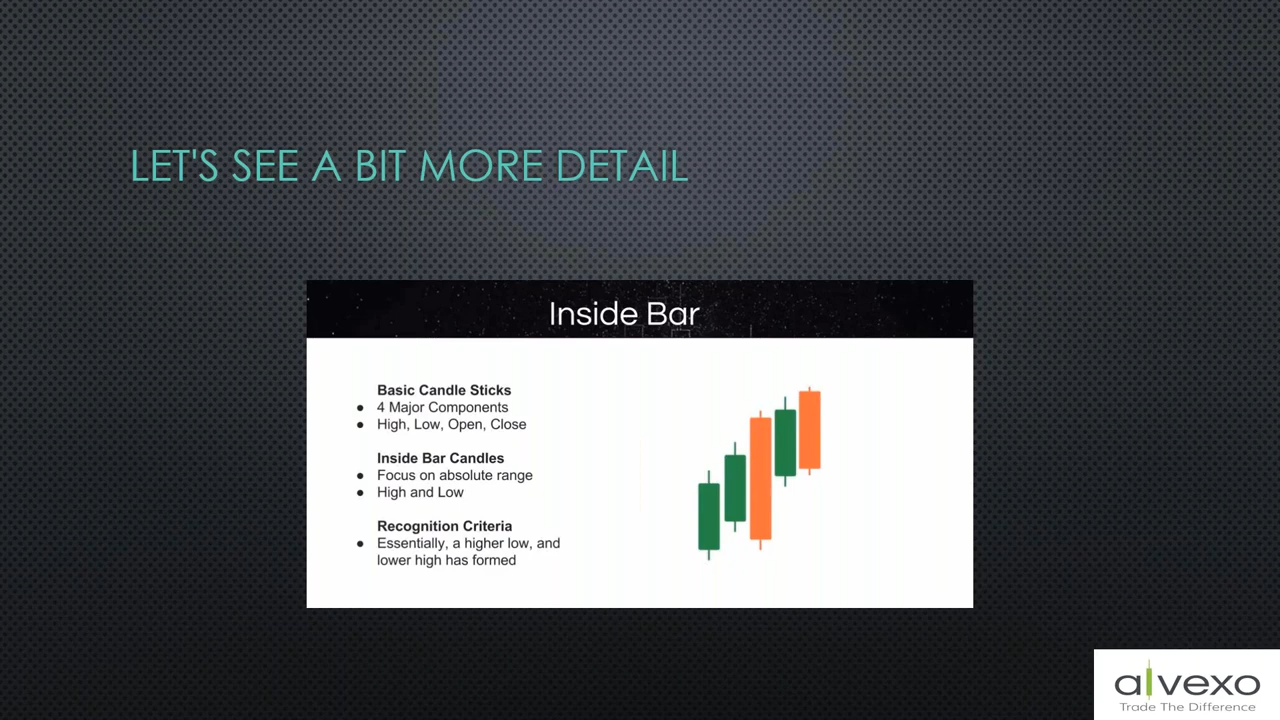 LET'S SEE A BIT MORE DETAIL
Inside Bar
Basic Candle Sticks
● 4 Major Components
● High, Low, Open, Close
Inside Bar Candles
● Focus on absolute range
● High and Low
Recognition Criteria
● Essentially, a higher low, and
lower high has formed
alvexo
Trade The Difference